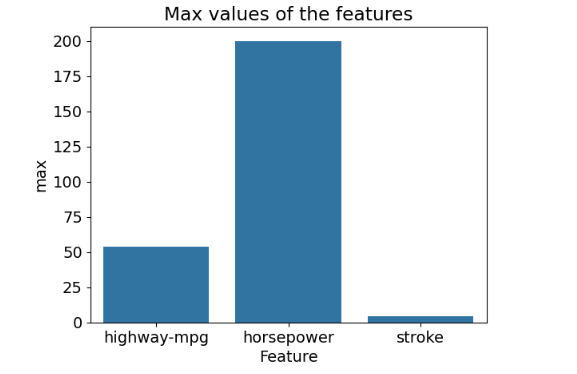 Max values of the features
200
175
150
125
100
75
50
25
0
max
highway-mpg horsepower stroke
Feature